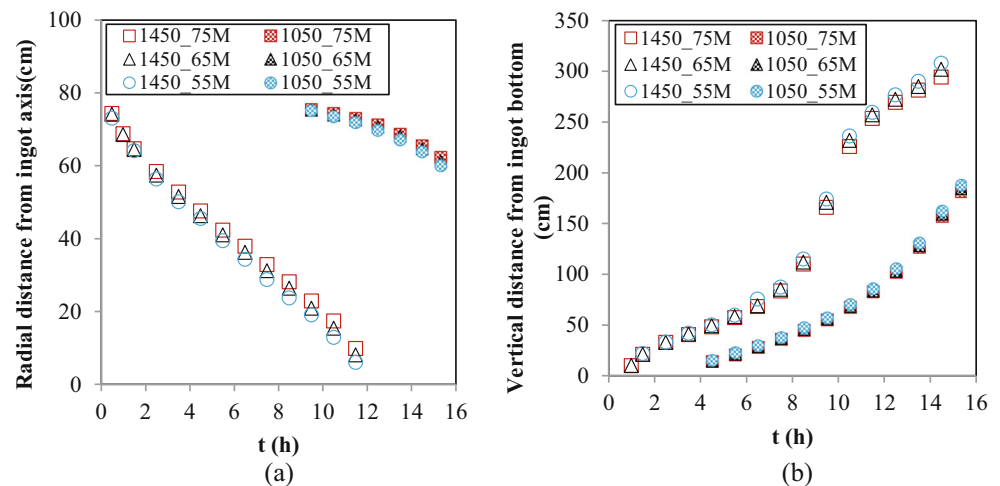 100
80
60
40
20
0
Radial distance from ingot axis(cm)
1450_75M 1050_75M
1450_65M 1050_65M
1450_55M 1050_55M
0 2 4 6 8 10 12 14 16
t (h)
(a)
350
300
250
200
150
100
50
0
Vertical distance from ingot bottom
(cm)
1450_75M 1050_75M
1450_65M 1050_65M
1450_55M 1050_55M
0 2 4 6 8 10 12 14 16
t (h)
(b)